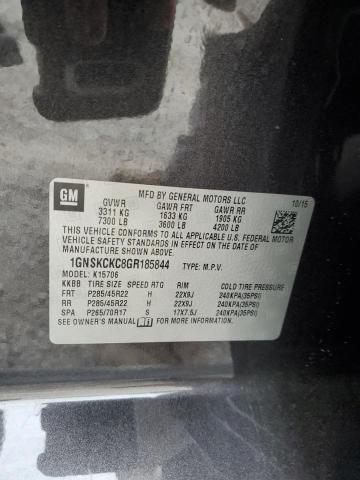 GM
MFD BY GENERAL MOTORS LLC
10/15
GVWR GAWR FRT GAWR RR
3311 KG 1633 KG 1905 KG
7300 LB 3600 LB 4200 LB
THIS VEHICLE CONFORMS TO ALL APPLICABLE U.S. FEDERAL MOTOR
VEHICLE SAFETY STANDARDS IN EFFECT ON THE DATE OF
MANUFACTURE SHOWN ABOVE.
1GNSKCKC8GR185844 TYPE: M.P.V.
MODEL: K15706
KKBB TIRE SIZE SPEED RTG RIM COLD TIRE PRESSURE
FRT P285/45R22 H 22X9J 240KPA(35PSI)
RR P285/45R22 H 22X9J 240KPA(35PSI)
SPA P265/70R17 S 17X7.5J 240KPA(35PSI)
SEE OWNER'S MANUAL FOR MORE INFORMATION.